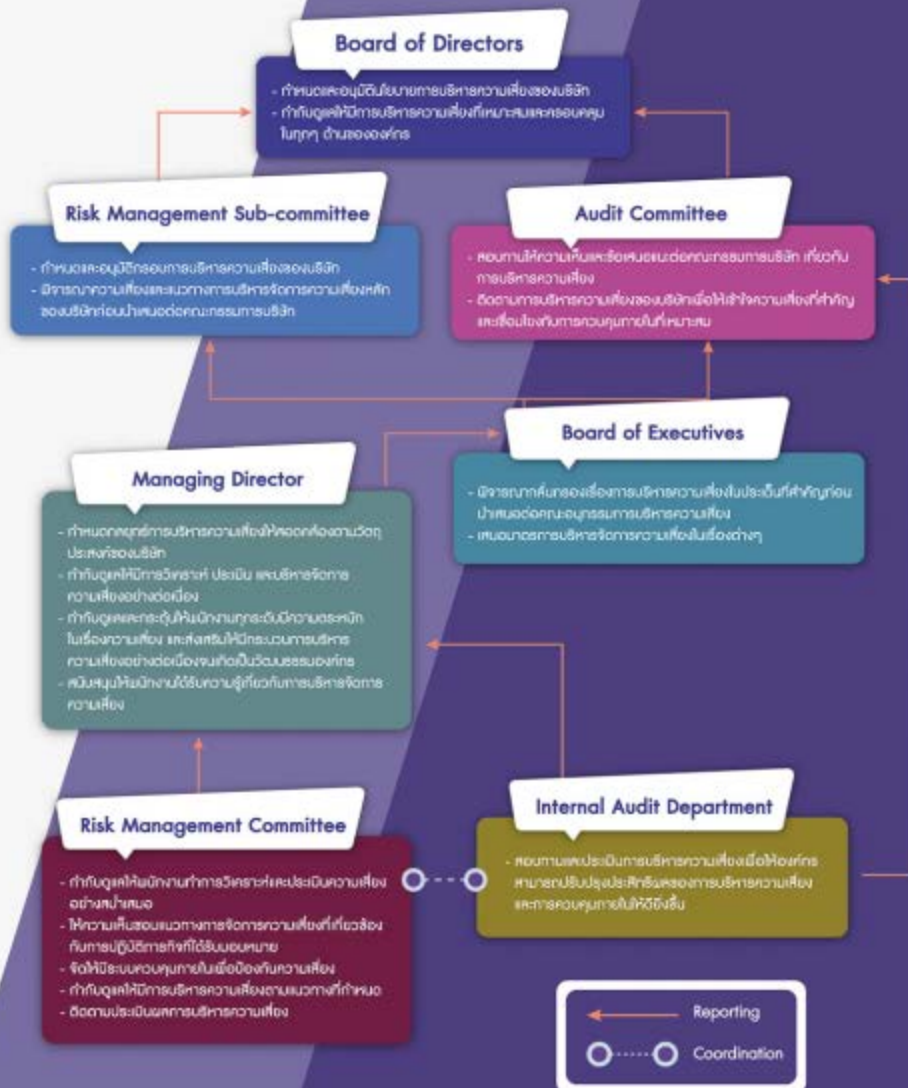 Board of Directors
- กำหนดและอนุมัตินโยบายการบริหารความเสี่ยงของบริษัท
- กำกับดูแลให้มีการบริหารความเสี่ยงที่เหมาะสมและครอบคลุม
ในทุกๆ ด้านขององค์กร
Risk Management Sub-committee
- กำหนดและอนุมัติกรอบการบริหารความเสี่ยงของบริษัท
- พิจารณาความเสี่ยงและแนวทางการบริหารจัดการความเสี่ยงหลัก
ของบริษัทก่อนนำเสนอต่อคณะกรรมการบริษัท
Audit Committee
- สอบทานให้ความเห็นและข้อเสนอแนะต่อคณะกรรมการบริษัท เกี่ยวกับ
การบริหารความเสี่ยง
- ติดตามการบริหารความเสี่ยงของบริษัทเพื่อให้เข้าใจความเสี่ยงที่สำคัญ
และเชื่อมโยงกับการควบคุมภายในที่เหมาะสม
Board of Executives
- พิจารณากลั่นกรองเรื่องการบริหารความเสี่ยงในประเด็นที่สำคัญก่อน
นำเสนอต่อคณะอนุกรรมการบริหารความเสี่ยง
- เสนอมาตรการบริหารจัดการความเสี่ยงในเรื่องต่างๆ
Managing Director
- กำหนดกลยุทธ์การบริหารความเสี่ยงให้สอดคล้องตามวัตถุ
ประสงค์ของบริษัท
- กำกับดูแลให้มีการวิเคราะห์ ประเมิน และบริหารจัดการ
ความเสี่ยงอย่างต่อเนื่อง
- กำกับดูแลและกระตุ้นให้พนักงานทุกระดับมีความตระหนัก
ในเรื่องความเสี่ยง และส่งเสริมให้มีกระบวนการบริหาร
ความเสี่ยงอย่างต่อเนื่องจนเกิดเป็นวัฒนธรรมองค์กร
- สนับสนุนให้พนักงานได้รับความรู้เกี่ยวกับการบริหารจัดการ
ความเสี่ยง
Risk Management Committee
- กำกับดูแลให้พนักงานทำการวิเคราะห์และประเมินความเสี่ยง
อย่างสม่ำเสมอ
- ให้ความเห็นชอบแนวทางการจัดการความเสี่ยงที่เกี่ยวข้อง
กับการปฏิบัติภารกิจที่ได้รับมอบหมาย
- จัดให้มีระบบควบคุมภายในเพื่อป้องกันความเสี่ยง
- กำกับดูแลให้มีการบริหารความเสี่ยงตามแนวทางที่กำหนด
- ติดตามประเมินผลการบริหารความเสี่ยง
Internal Audit Department
- สอบทานและประเมินการบริหารความเสี่ยงเพื่อให้องค์กร
สามารถปรับปรุงประสิทธิผลของการบริหารความเสี่ยง
และการควบคุมภายในให้ดียิ่งขึ้น
Reporting
Coordination